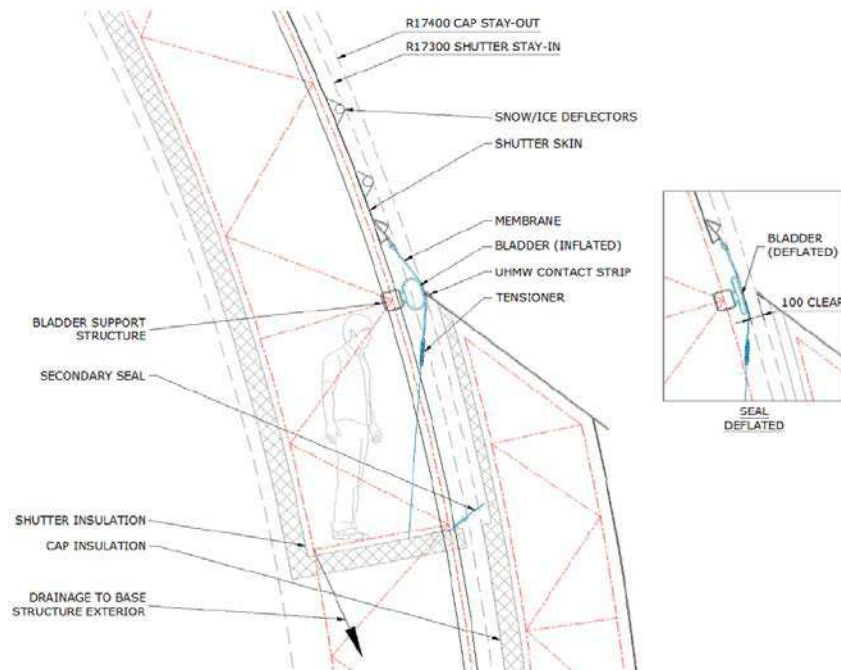 R17400 CAP STAY-OUT
R17300 SHUTTER STAY-IN
SNOW/ICE DEFLECTORS
SHUTTER SKIN
MEMBRANE
BLADDER (INFLATED)
UHMW CONTACT STRIP
TENSIONER
BLADDER SUPPORT
STRUCTURE
SECONDARY SEAL
SHUTTER INSULATION
CAP INSULATION
DRAINAGE TO BASE
STRUCTURE EXTERIOR
BLADDER
(DEFLATED)
100 CLEAR
SEAL
DEFLATED